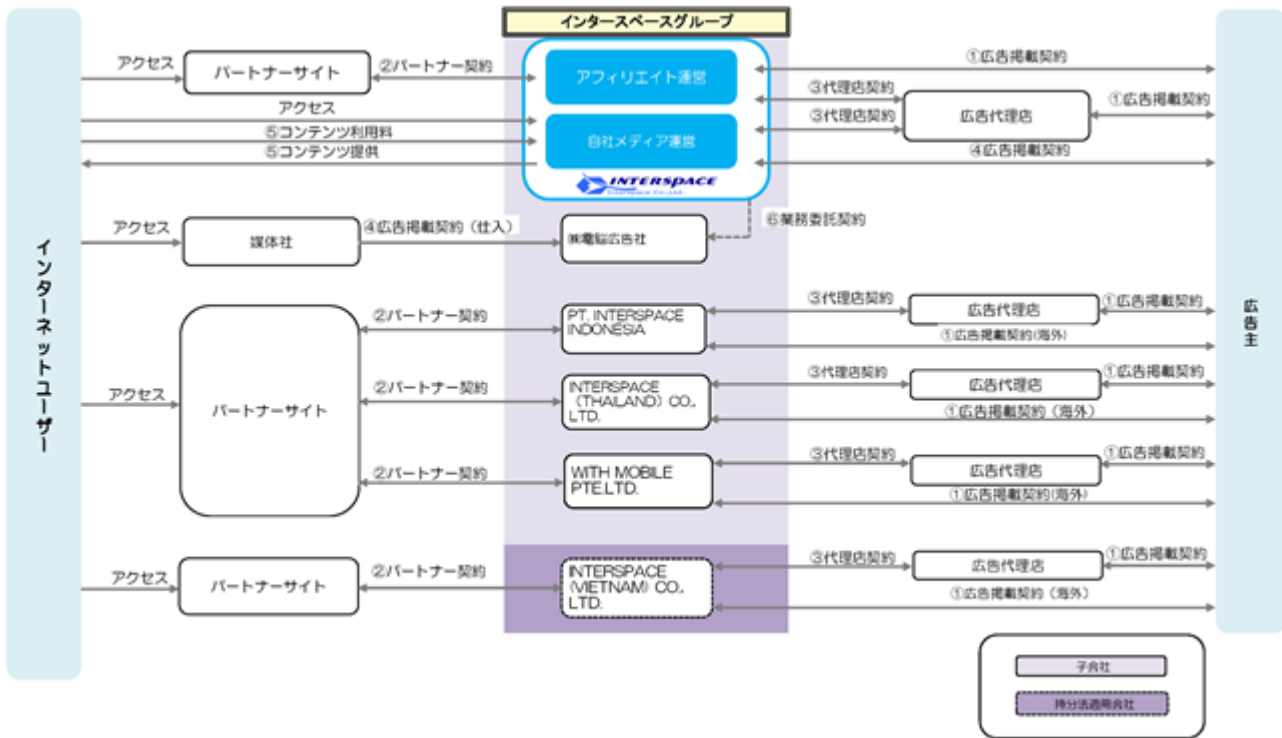 インタースペースグループ
アクセス
パートナーサイト
②パートナー契約
アフィリエイト運営
①広告掲載契約
③代理店契約
広告代理店
①広告掲載契約
アクセス
③代理店契約
⑤コンテンツ利用料
自社メディア運営
⑤コンテンツ提供
④広告掲載契約
INTERSPACE
アクセス
媒体社
④広告掲載契約（仕入）
㈱電脳広告社
⑥業務委託契約
インターネットユーザー
広告主
②パートナー契約
PT. INTERSPACE
INDONESIA
③代理店契約
広告代理店
①広告掲載契約
①広告掲載契約(海外)
アクセス
パートナーサイト
②パートナー契約
INTERSPACE
（THAILAND）CO.,
LTD.
③代理店契約
広告代理店
①広告掲載契約
①広告掲載契約（海外）
②パートナー契約
WITH MOBILE
PTE.LTD.
③代理店契約
広告代理店
①広告掲載契約
①広告掲載契約(海外)
アクセス
パートナーサイト
②パートナー契約
INTERSPACE
(VIETNAM) CO.,
LTD.
③代理店契約
広告代理店
①広告掲載契約
①広告掲載契約（海外）
子会社
持分法適用会社